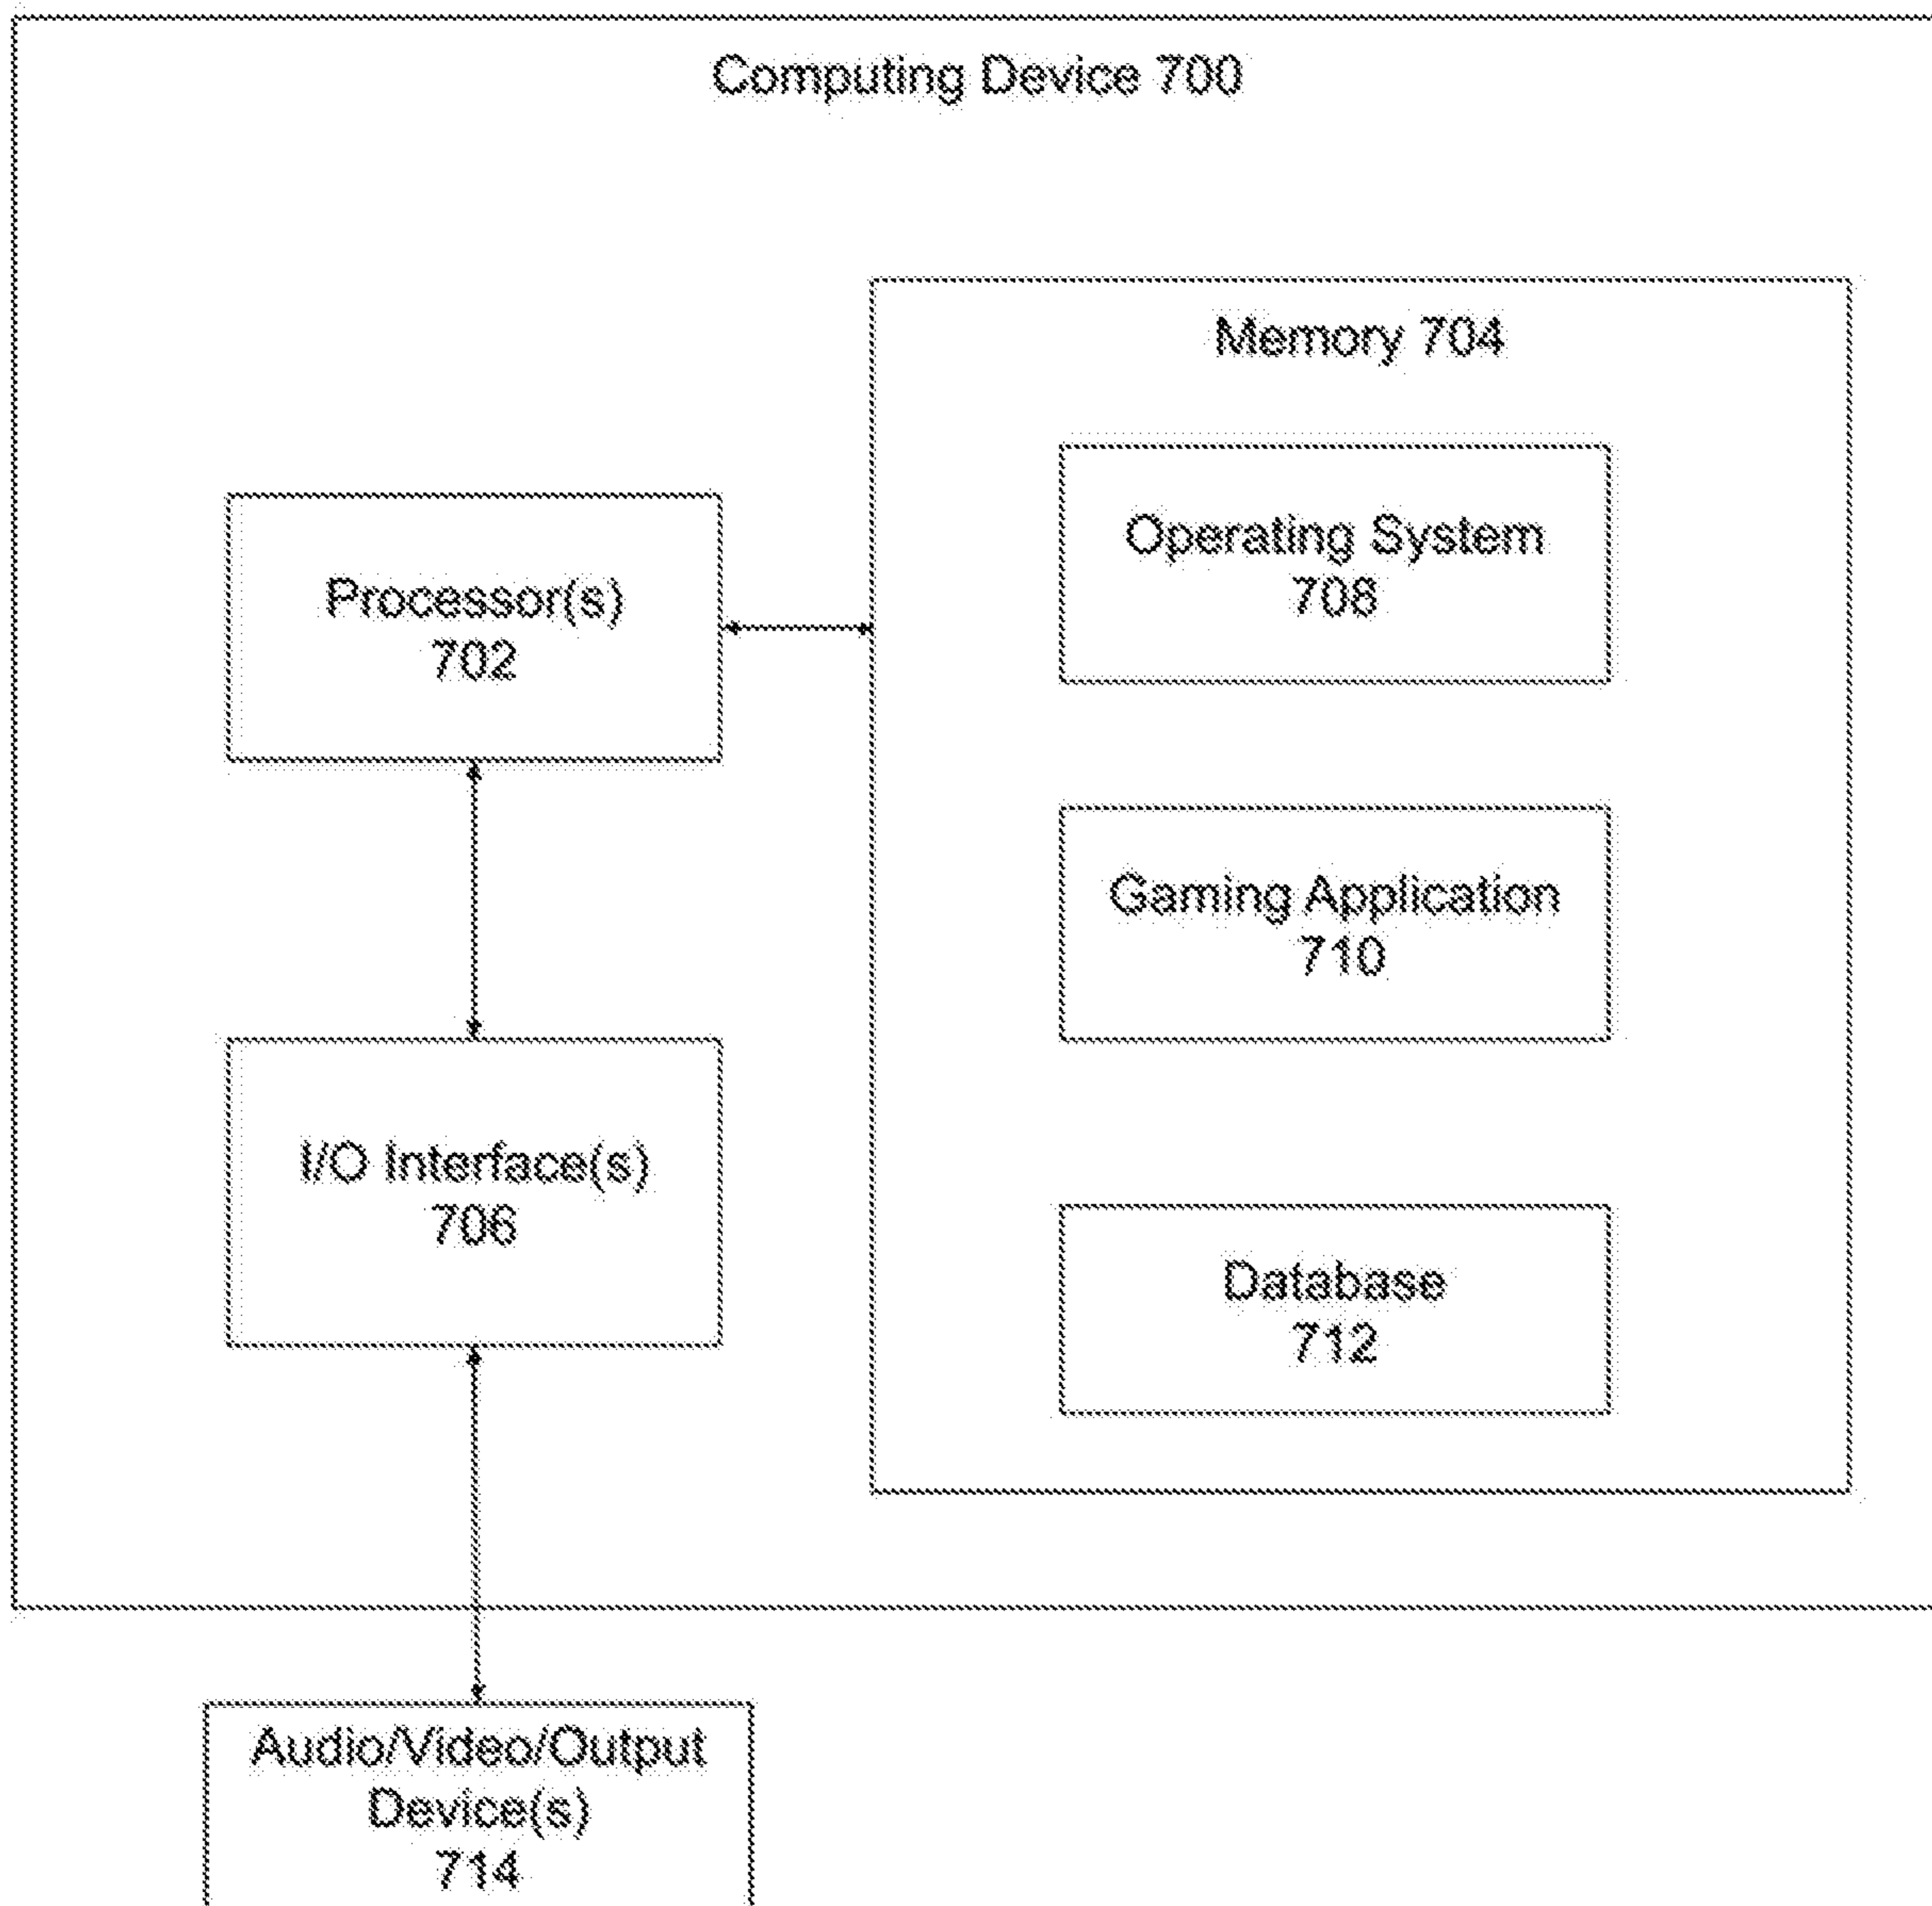 Computing Device 700
Memory 704
Operating System
708
Processor(s)
702
Gaming Application
710
I/O Interface(s)
706
Database
712
Audio/Video/Output
Device(s)
714